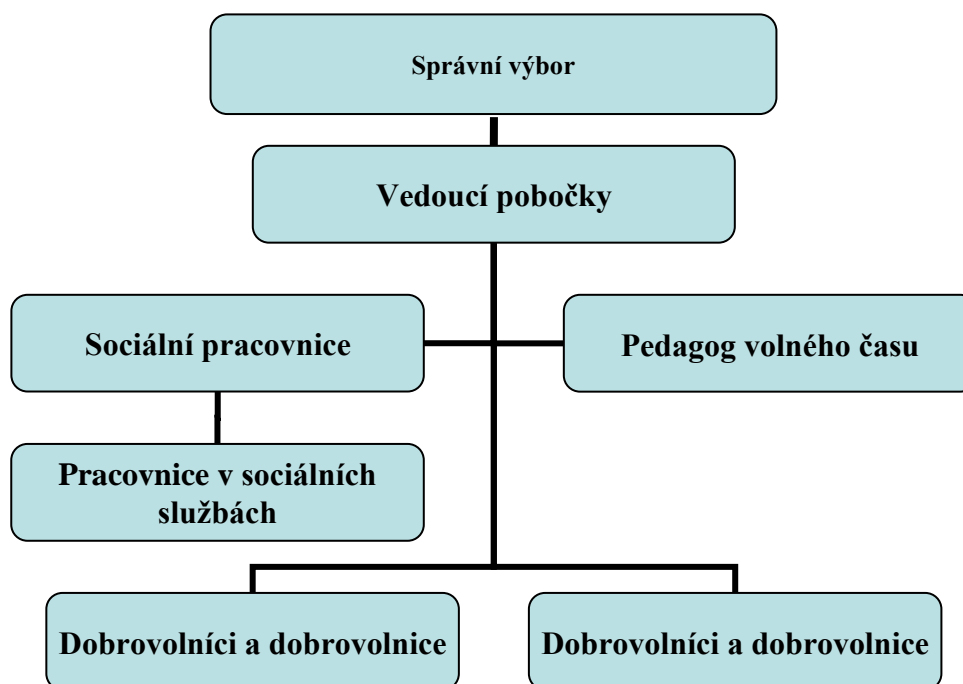 Správní výbor
Vedoucí pobočky
Sociální pracovnice
Pedagog volného času
Pracovnice v sociálních
službách
Dobrovolníci a dobrovolnice
Dobrovolníci a dobrovolnice